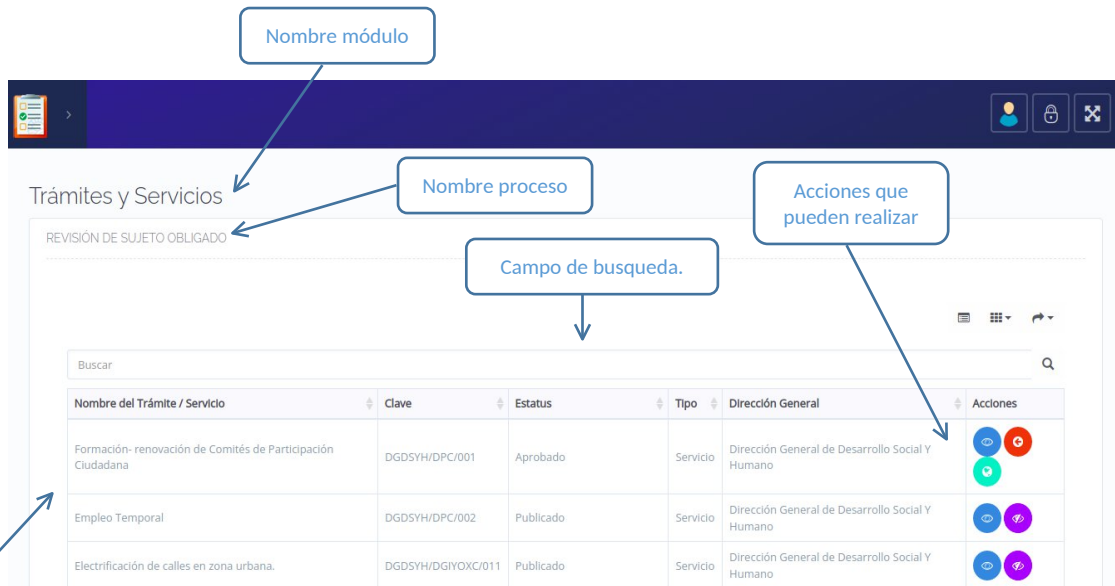 Nombre módulo
Trámites y Servicios
Nombre proceso
Acciones que
pueden realizar
REVISIÓN DE SUJETO OBLIGADO
Campo de busqueda.
Buscar
Nombre del Trámite / Servicio Clave Estatus Tipo Dirección General Acciones
Formación- renovación de Comités de Participación
Ciudadana
DGDSYH/DPC/001 Aprobado Servicio
Dirección General de Desarrollo Social Y
Humano
Empleo Temporal DGDSYH/DPC/002 Publicado Servicio
Dirección General de Desarrollo Social Y
Humano
Electrificación de calles en zona urbana. DGDSYH/DGIYOXC/011 Publicado Servicio
Dirección General de Desarrollo Social Y
Humano